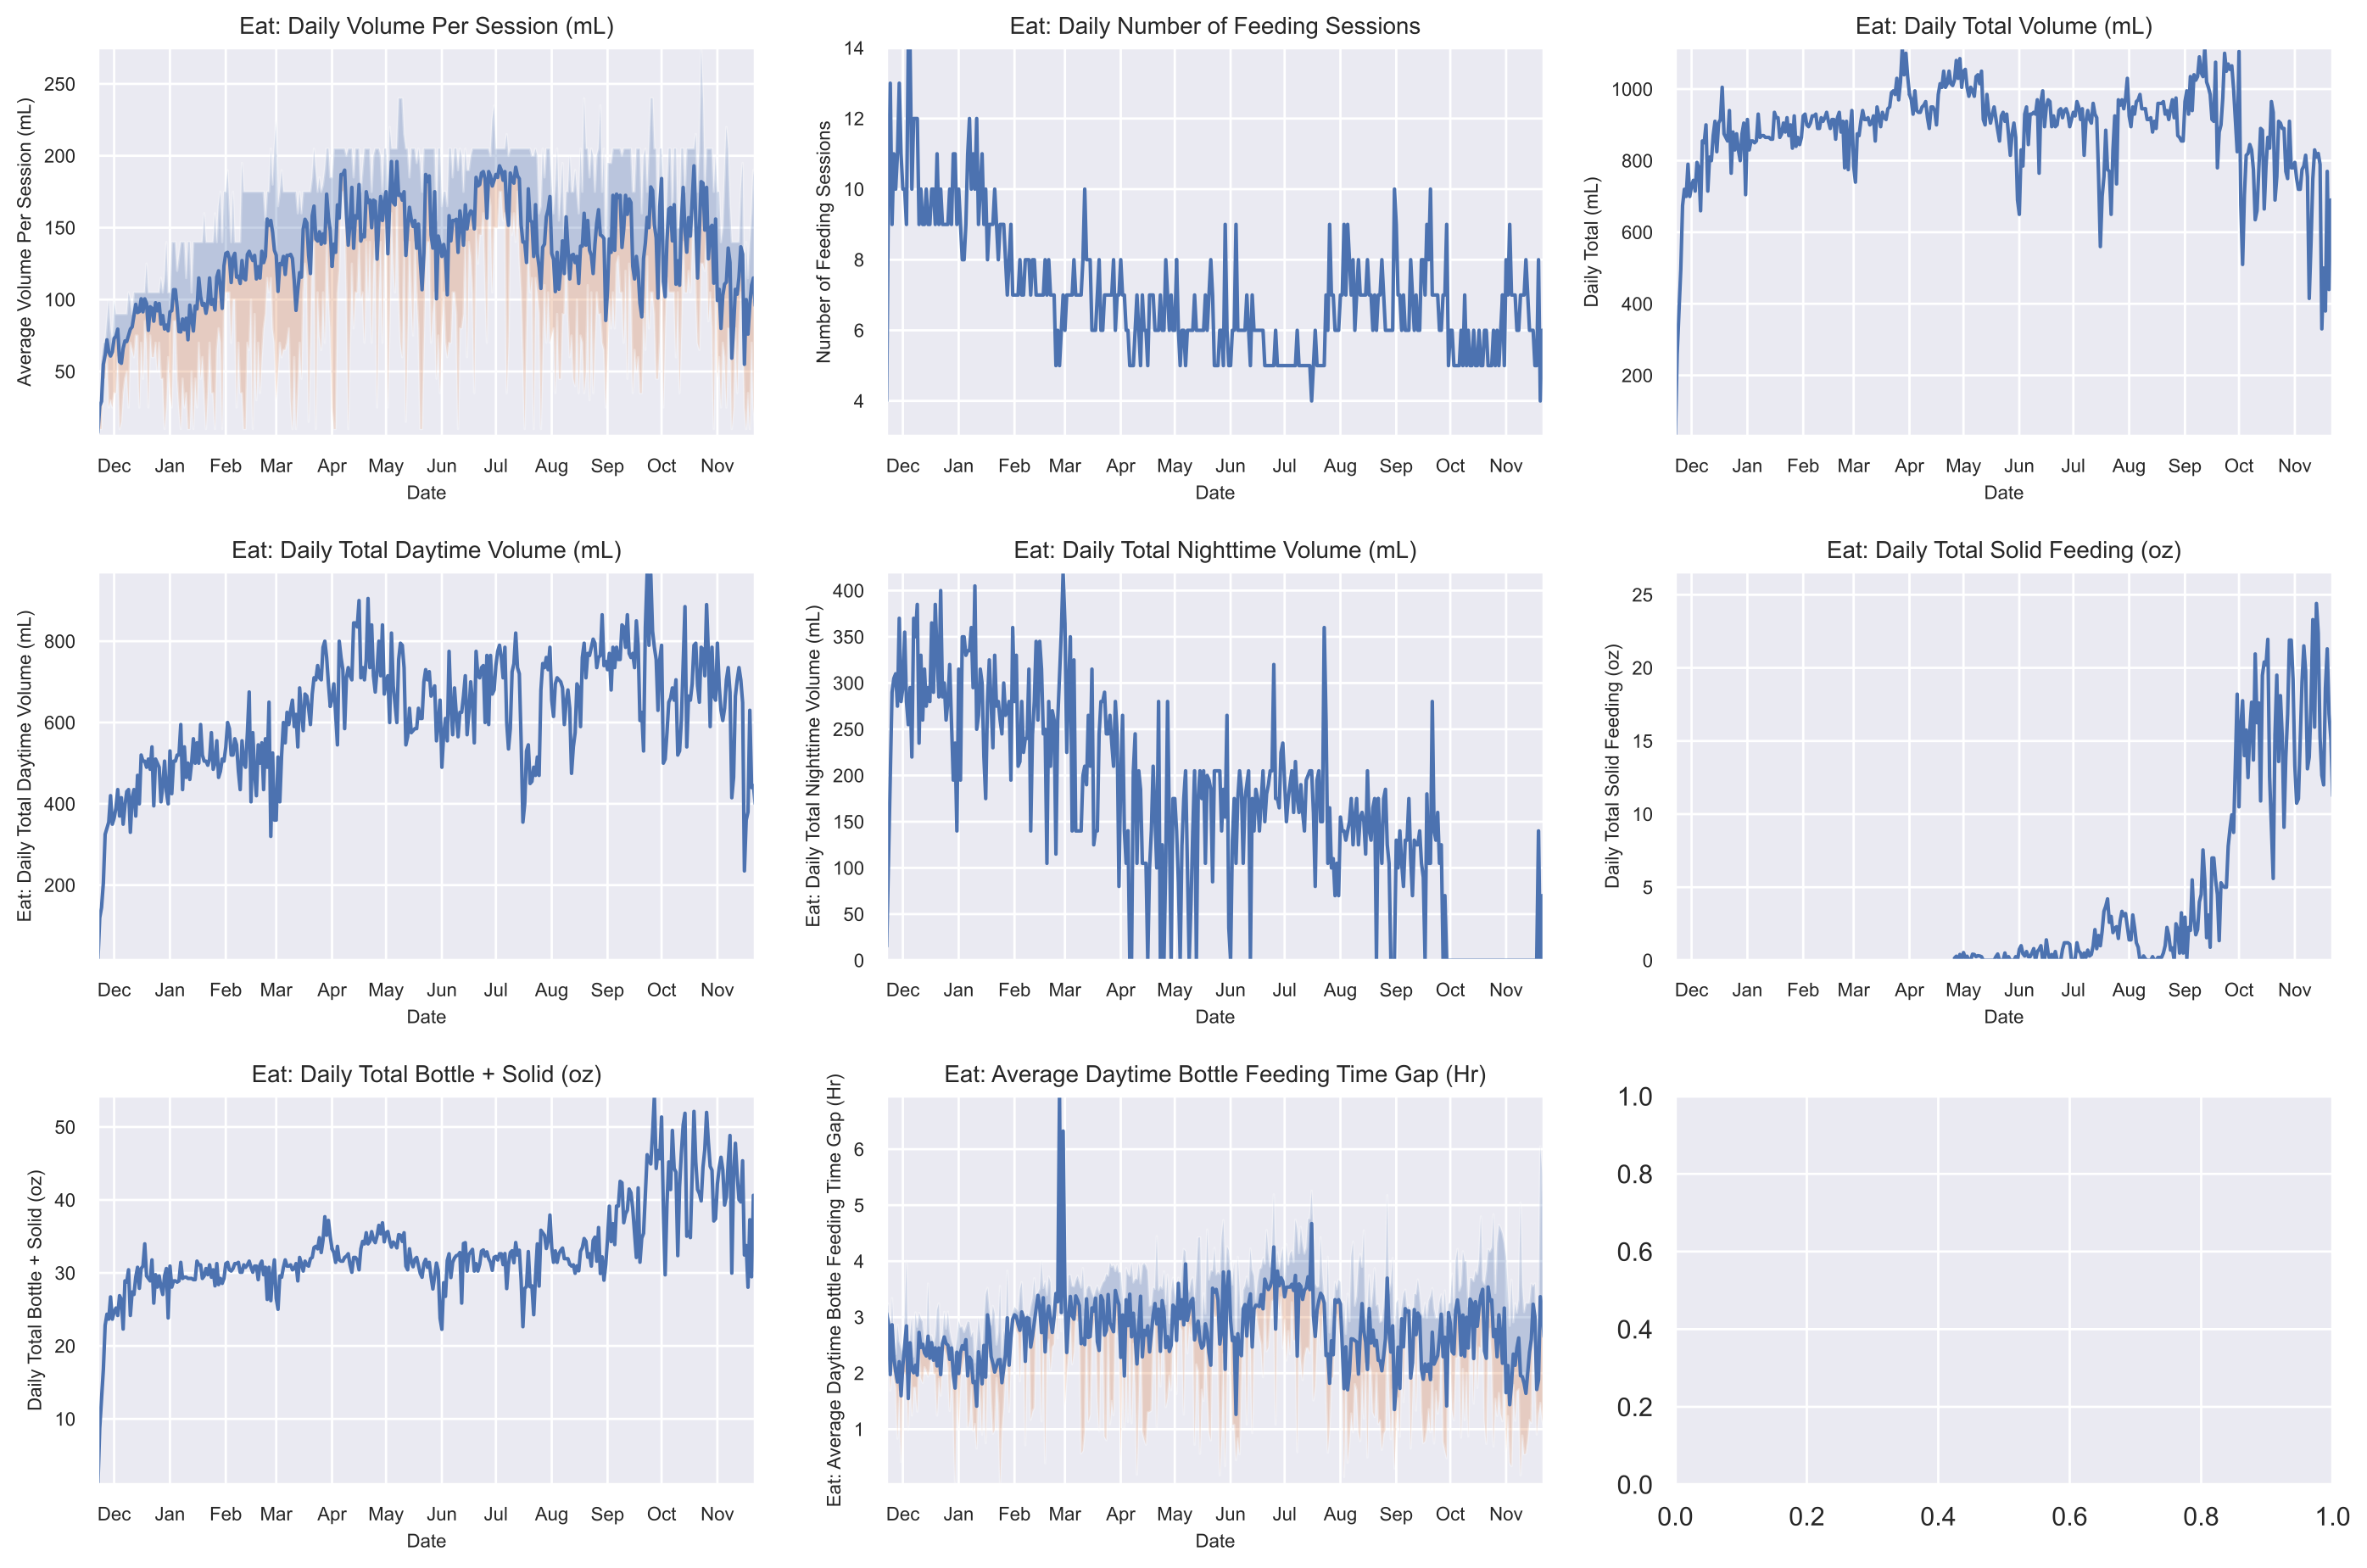 Eat: Daily Volume Per Session (mL)
Average Volume Per Session (mL)
250
200
150
100
50
Dec Jan Feb Mar Apr May Jun Jul Aug Sep Oct Nov
Date
Eat: Daily Number of Feeding Sessions
Number of Feeding Sessions
14
12
10
8
6
4
Dec Jan Feb Mar Apr May Jun Jul Aug Sep Oct Nov
Date
Eat: Daily Total Volume (mL)
Daily Total (mL)
1000
800
600
400
200
Dec Jan Feb Mar Apr May Jun Jul Aug Sep Oct Nov
Date
Eat: Daily Total Daytime Volume (mL)
Eat: Daily Total Daytime Volume (mL)
800
600
400
200
Dec Jan Feb Mar Apr May Jun Jul Aug Sep Oct Nov
Date
Eat: Daily Total Nighttime Volume (mL)
Eat: Daily Total Nighttime Volume (mL)
400
350
300
250
200
150
100
50
0
Dec Jan Feb Mar Apr May Jun Jul Aug Sep Oct Nov
Date
Eat: Daily Total Solid Feeding (oz)
Daily Total Solid Feeding (oz)
25
20
15
10
5
0
Dec Jan Feb Mar Apr May Jun Jul Aug Sep Oct Nov
Date
Eat: Daily Total Bottle + Solid (oz)
Daily Total Bottle + Solid (oz)
50
40
30
20
10
Dec Jan Feb Mar Apr May Jun Jul Aug Sep Oct Nov
Date
Eat: Average Daytime Bottle Feeding Time Gap (Hr)
Eat: Average Daytime Bottle Feeding Time Gap (Hr)
6
5
4
3
2
1
Dec Jan Feb Mar Apr May Jun Jul Aug Sep Oct Nov
Date
1.0
0.8
0.6
0.4
0.2
0.0
0.0 0.2 0.4 0.6 0.8 1.0